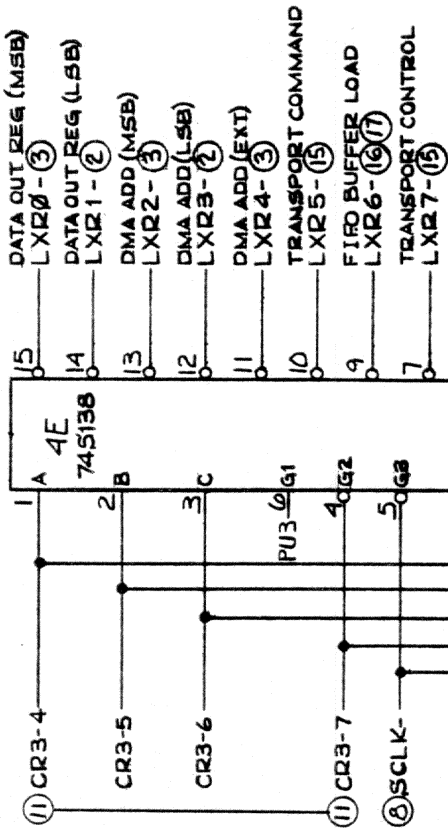 DATA OUT REG (MSB)
⑪ CR3-4 1 A 15 LXRØ-③
4E
74S138
DATA OUT REG (LSB)
14 LXR1-②
CR3-5 2 B
DMA ADD (MSB)
13 LXR2-③
DMA ADD (LSB)
CR3-6 3 C 12 LXR3-②
DMA ADD (EXT)
11 LXR4-③
PU3- 6 G1
TRANSPORT COMMAND
10 LXR5-⑮
⑪ CR3-7 4 G2
FIFO BUFFER LOAD
9 LXR6-⑯⑰
⑧ SCLK- 5 G3
TRANSPORT CONTROL
7 LXR7-⑮